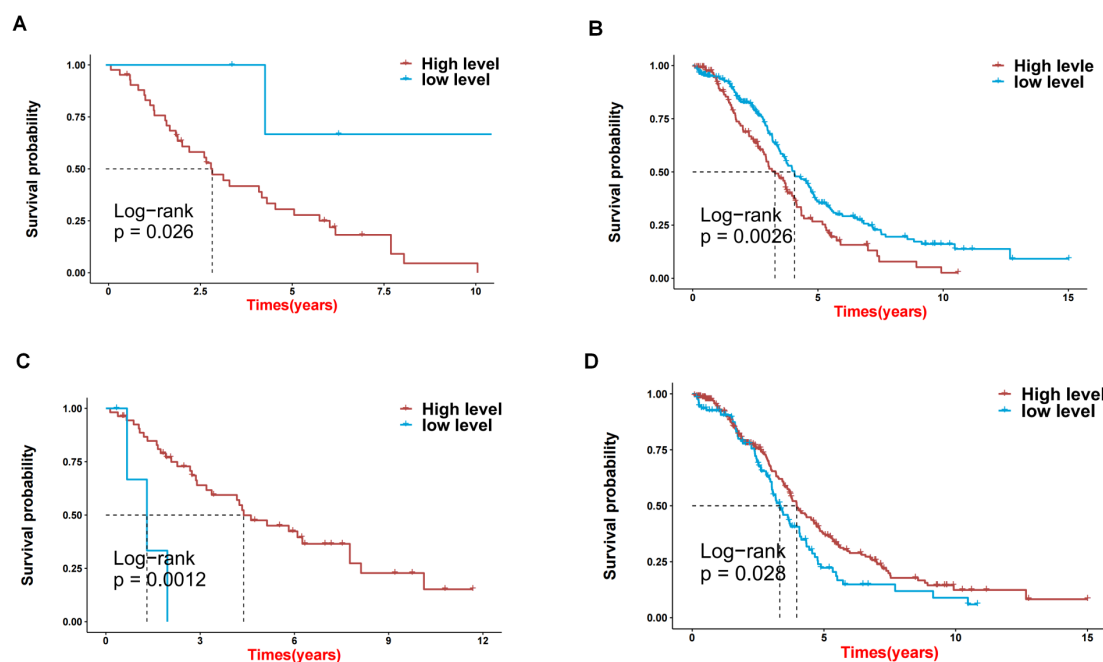 A
High level
low level
1.00
0.75
0.50
0.25
0.00
Survival probability
Log-rank
p = 0.026
0
2.5
5
7.5
10
Times(years)
B
High levle
low level
1.00
0.75
0.50
0.25
0.00
Survival probability
Log-rank
p = 0.0026
0
5
10
15
Times(years)
C
High level
low level
1.00
0.75
0.50
0.25
0.00
Survival probability
Log-rank
p = 0.0012
0
3
6
9
12
Times(years)
D
High level
low level
1.00
0.75
0.50
0.25
0.00
Survival probability
Log-rank
p = 0.028
0
5
10
15
Times(years)